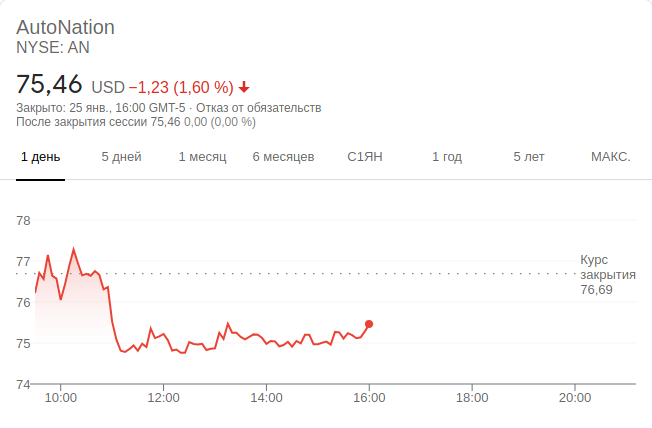 AutoNation
NYSE: AN
75,46 USD −1,23 (1,60 %)
Закрыто: 25 янв., 16:00 GMT-5 · Отказ от обязательств
После закрытия сессии 75,46 0,00 (0,00 %)
1 день 5 дней 1 месяц 6 месяцев С1ЯН 1 год 5 лет МАКС.
78
77
Курс
закрытия
76,69
76
75
74
10:00 12:00 14:00 16:00 18:00 20:00